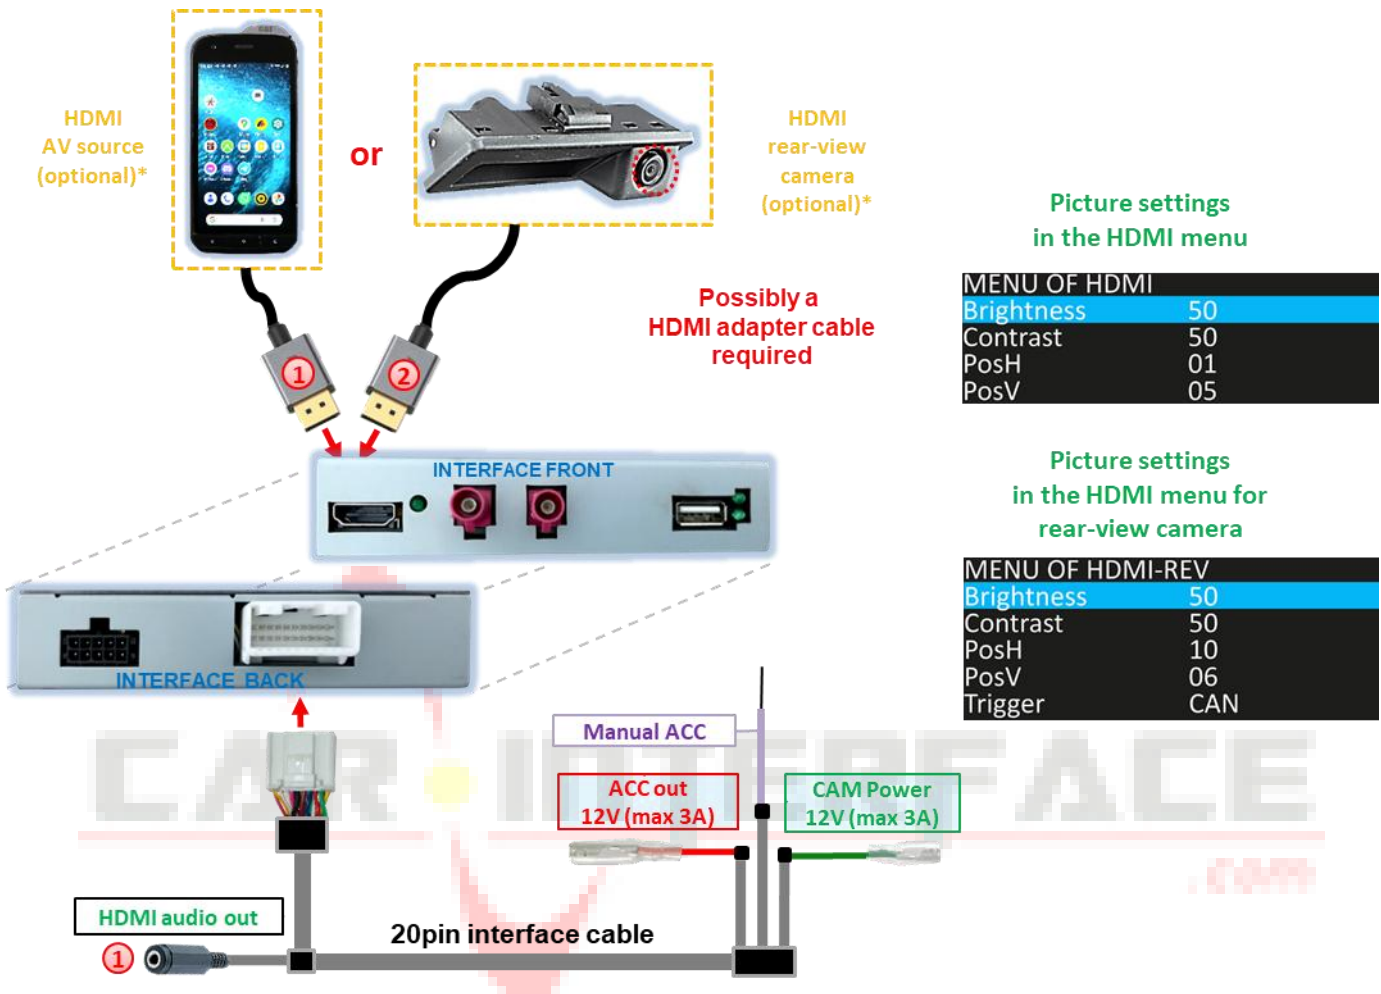 HDMI
AV source
(optional)*
or
HDMI
rear-view
camera
(optional)*
Picture settings
in the HDMI menu
MENU OF HDMI
Brightness 50
Contrast 50
PosH 01
PosV 05
Possibly a
HDMI adapter cable
required
1
2
INTERFACE FRONT
Picture settings
in the HDMI menu for
rear-view camera
MENU OF HDMI-REV
Brightness 50
Contrast 50
PosH 10
PosV 06
Trigger CAN
INTERFACE BACK
Manual ACC
ACC out
12V (max 3A)
CAM Power
12V (max 3A)
CAR INTERFACE
.com
HDMI audio out
1
20pin interface cable